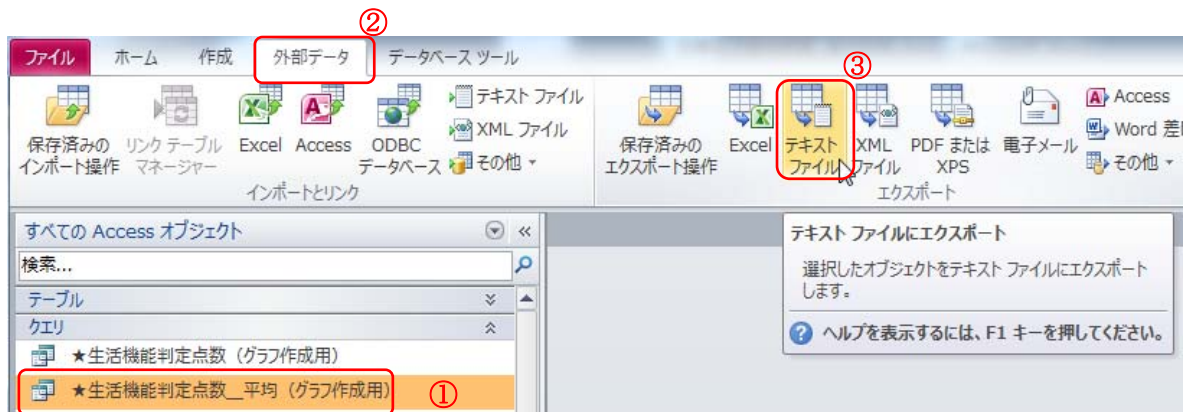 ②
ファイル ホーム 作成 外部データ データベース ツール
③
保存済みの
インポート操作
リンク テーブル
マネージャー
Excel
Access
ODBC
データベース
テキスト ファイル
XML ファイル
その他
インポートとリンク
保存済みの
エクスポート操作
Excel
テキスト
ファイル
XML
ファイル
PDF または
XPS
電子メール
Access
Word 差
その他
エクスポート
すべての Access オブジェクト
検索...
テーブル
クエリ
★生活機能判定点数（グラフ作成用）
★生活機能判定点数__平均（グラフ作成用）
①
テキスト ファイルにエクスポート
選択したオブジェクトをテキスト ファイルにエクスポート
します。
ヘルプを表示するには、F1 キーを押してください。